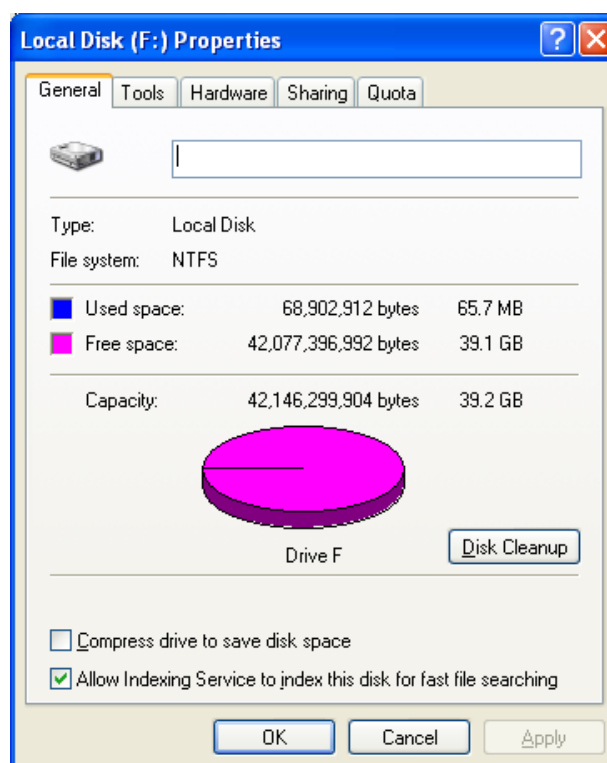 Local Disk (F:) Properties
General Tools Hardware Sharing Quota
Type: Local Disk
File system: NTFS
Used space: 68,902,912 bytes 65.7 MB
Free space: 42,077,396,992 bytes 39.1 GB
Capacity: 42,146,299,904 bytes 39.2 GB
Drive F
Disk Cleanup
Compress drive to save disk space
Allow Indexing Service to index this disk for fast file searching
OK Cancel Apply